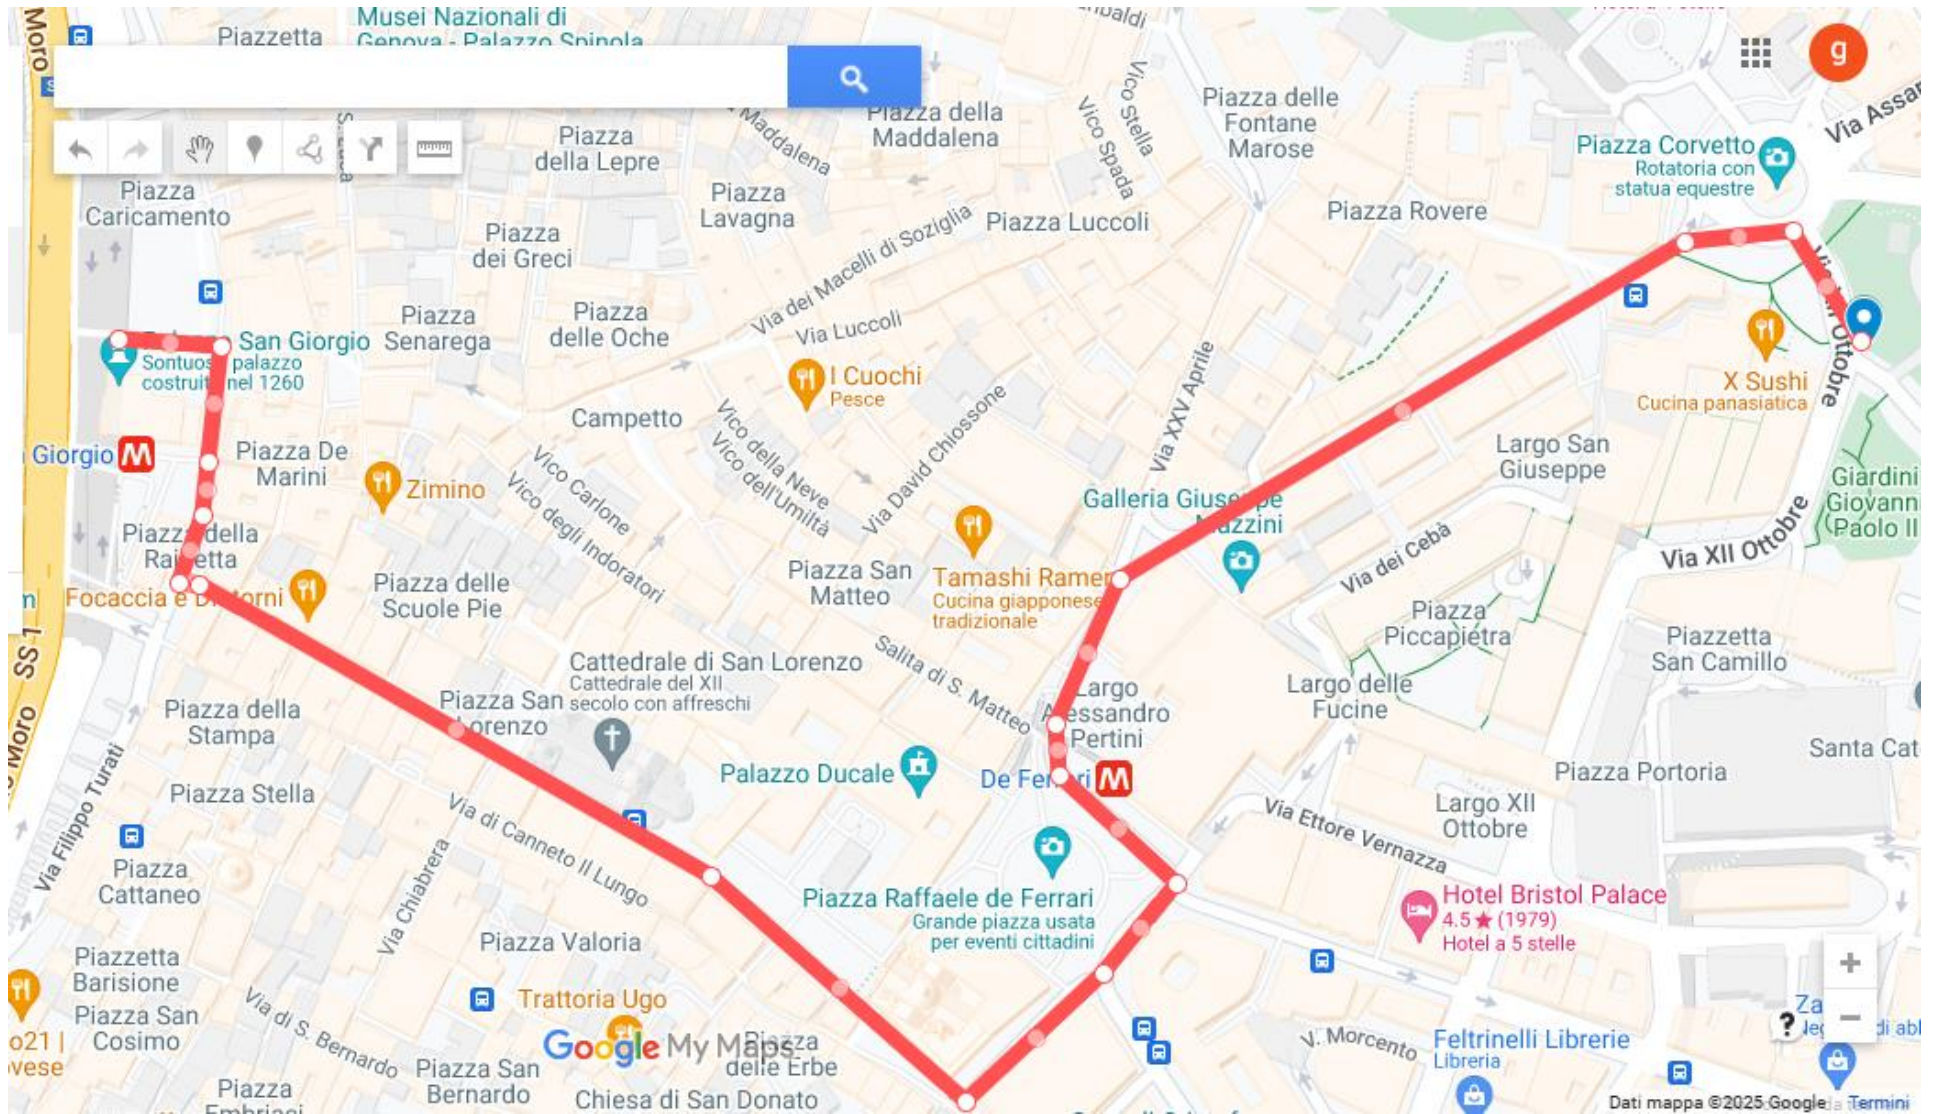 Moro
Piazzetta
Musei Nazionali di
Genova - Palazzo Spinola
g
Via Assar
Piazza
Caricamento
Piazza
della Lepre
Maddalena
Piazza della
Maddalena
Vico Stella
Vico Spada
Piazza delle
Fontane
Marose
Piazza Corvetto
Rotatoria con
statua equestre
Piazza
Lavagna
Piazza
dei Greci
Via dei Macelli di Soziglia
Piazza Luccoli
Piazza Rovere
San Giorgio
Sontuoso palazzo
costruito nel 1260
Piazza
Senarega
Piazza
delle Oche
Via Luccoli
I Cuochi
Pesce
Via XXV Aprile
X Sushi
Cucina panasiatica
Ottobre
Campetto
Vico della Neve
Vico dell'Umiltà
Via David Chiossone
Giorgio
M
Piazza De
Marini
Zimino
Vico Carlone
Vico degli Indoratori
Largo San
Giuseppe
Galleria Giuseppe
Mazzini
Giardini
Giovanni
Paolo II
Piazza della
Raibetta
Focaccia e Dintorni
Piazza delle
Scuole Pie
Piazza San
Matteo
Tamashi Ramen
Cucina giapponese
tradizionale
Via dei Cebà
Via XII Ottobre
Piazza
Piccapietra
Piazzetta
San Camillo
SS1
Moro
Cattedrale di San Lorenzo
Cattedrale del XII
secolo con affreschi
Piazza San
Lorenzo
Salita di S. Matteo
Largo
Alessandro
Pertini
Largo delle
Fucine
Piazza della
Stampa
Palazzo Ducale
De Ferrari
M
Santa Cat
Piazza Portoria
Via Filippo Turati
Piazza Stella
Via di Canneto Il Lungo
Via Ettore Vernazza
Largo XII
Ottobre
Piazza
Cattaneo
Via Chiabrera
Piazza Raffaele de Ferrari
Grande piazza usata
per eventi cittadini
Hotel Bristol Palace
4.5 ★ (1979)
Hotel a 5 stelle
Piazza Valoria
Piazzetta
Barisione
Trattoria Ugo
Piazza San
Cosimo
Via di S. Bernardo
o21 |
vese
Google My Maps
Piazza
delle Erbe
Piazza San
Bernardo
Chiesa di San Donato
Piazza
V. Morcento
Feltrinelli Librerie
Libreria
Za
+
−
?
di abl
Dati mappa ©2025 Google
Termini